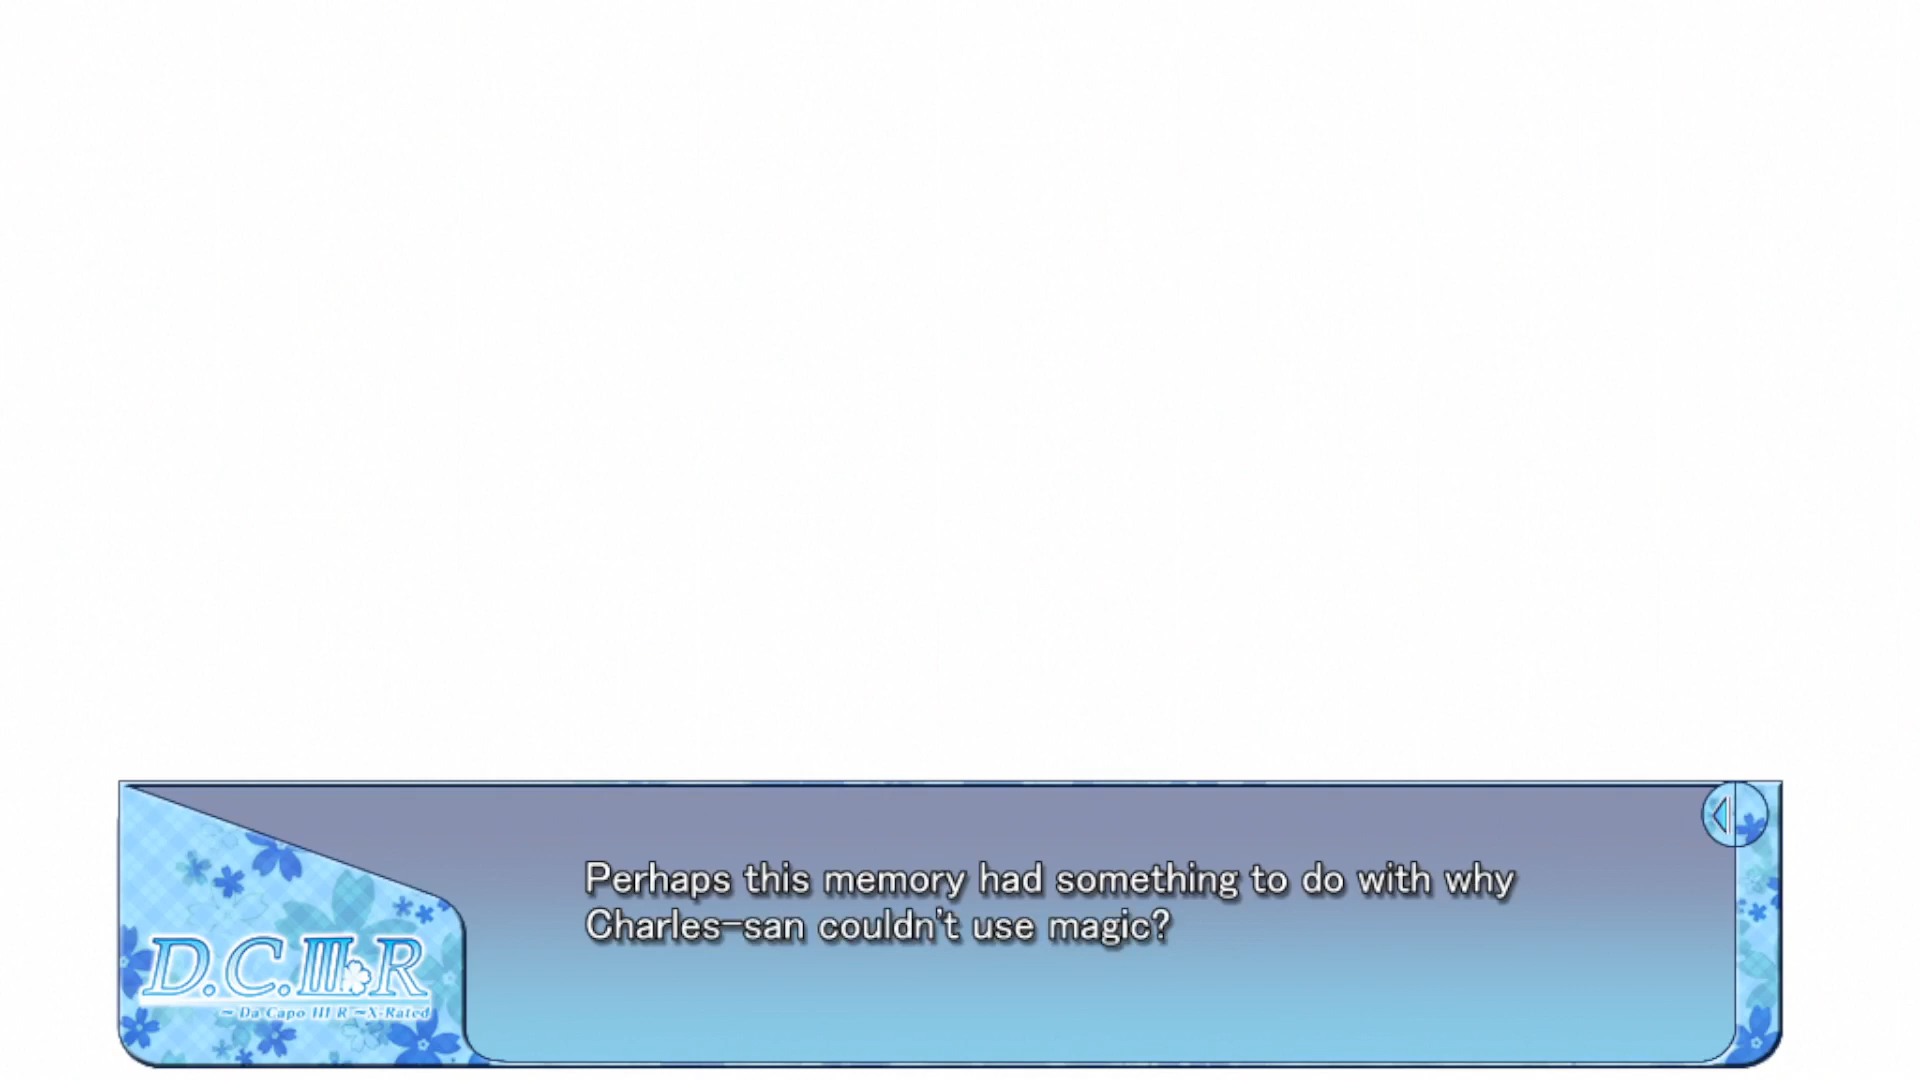 Perhaps this memory had something to do with why
Charles-san couldn't use magic?
D.C.III R
~ Da Capo III R ~X-Rated